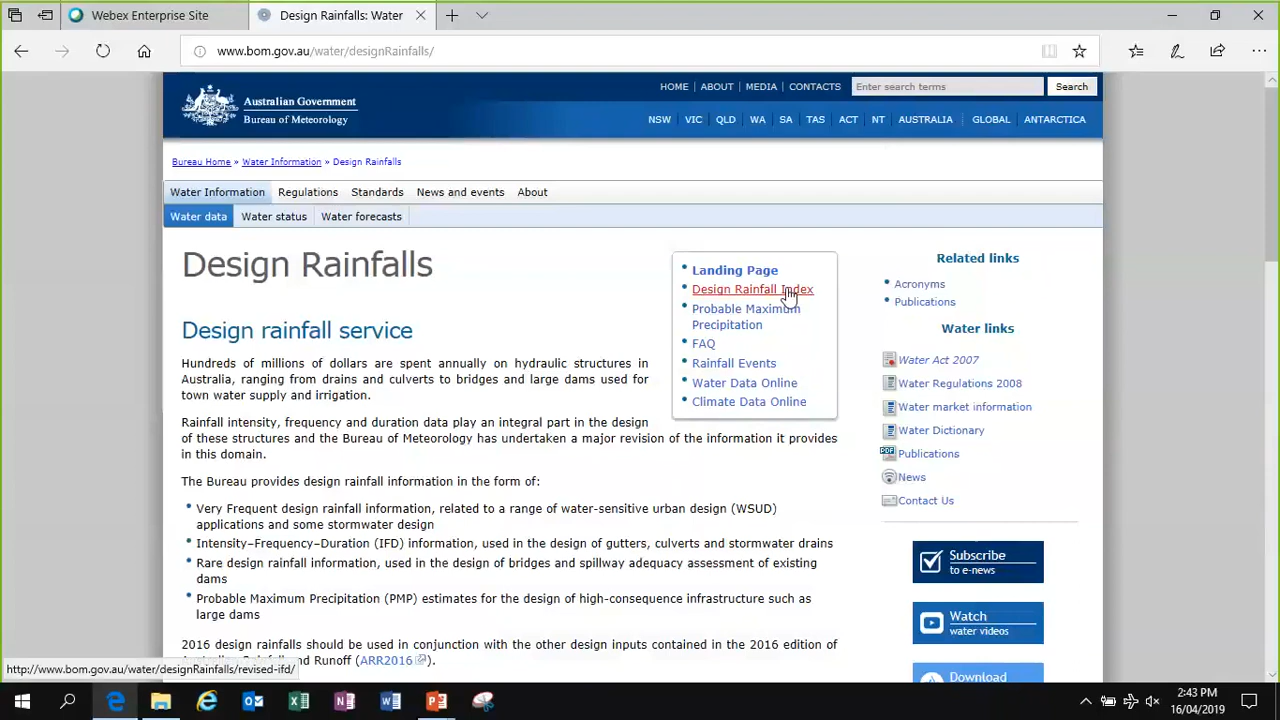 Webex Enterprise Site
Design Rainfalls: Water
www.bom.gov.au/water/designRainfalls/
HOME | ABOUT | MEDIA | CONTACTS
Enter search terms
Search
Australian Government
Bureau of Meteorology
NSW | VIC | QLD | WA | SA | TAS | ACT | NT | AUSTRALIA | GLOBAL | ANTARCTICA
Bureau Home » Water Information » Design Rainfalls
Water Information Regulations Standards News and events About
Water data Water status Water forecasts
Design Rainfalls
Landing Page
Design Rainfall Index
Probable Maximum
Precipitation
FAQ
Rainfall Events
Water Data Online
Climate Data Online
Design rainfall service
Hundreds of millions of dollars are spent annually on hydraulic structures in
Australia, ranging from drains and culverts to bridges and large dams used for
town water supply and irrigation.
Rainfall intensity, frequency and duration data play an integral part in the design
of these structures and the Bureau of Meteorology has undertaken a major revision of the information it provides
in this domain.
The Bureau provides design rainfall information in the form of:
Very Frequent design rainfall information, related to a range of water-sensitive urban design (WSUD)
applications and some stormwater design
Intensity–Frequency–Duration (IFD) information, used in the design of gutters, culverts and stormwater drains
Rare design rainfall information, used in the design of bridges and spillway adequacy assessment of existing
dams
Probable Maximum Precipitation (PMP) estimates for the design of high-consequence infrastructure such as
large dams
2016 design rainfalls should be used in conjunction with the other design inputs contained in the 2016 edition of
and Runoff (ARR2016).
Related links
Acronyms
Publications
Water links
Water Act 2007
Water Regulations 2008
Water market information
Water Dictionary
PDF
Publications
News
Contact Us
Subscribe
to e-news
Watch
water videos
Download
http://www.bom.gov.au/water/designRainfalls/revised-ifd/
2:43 PM
16/04/2019